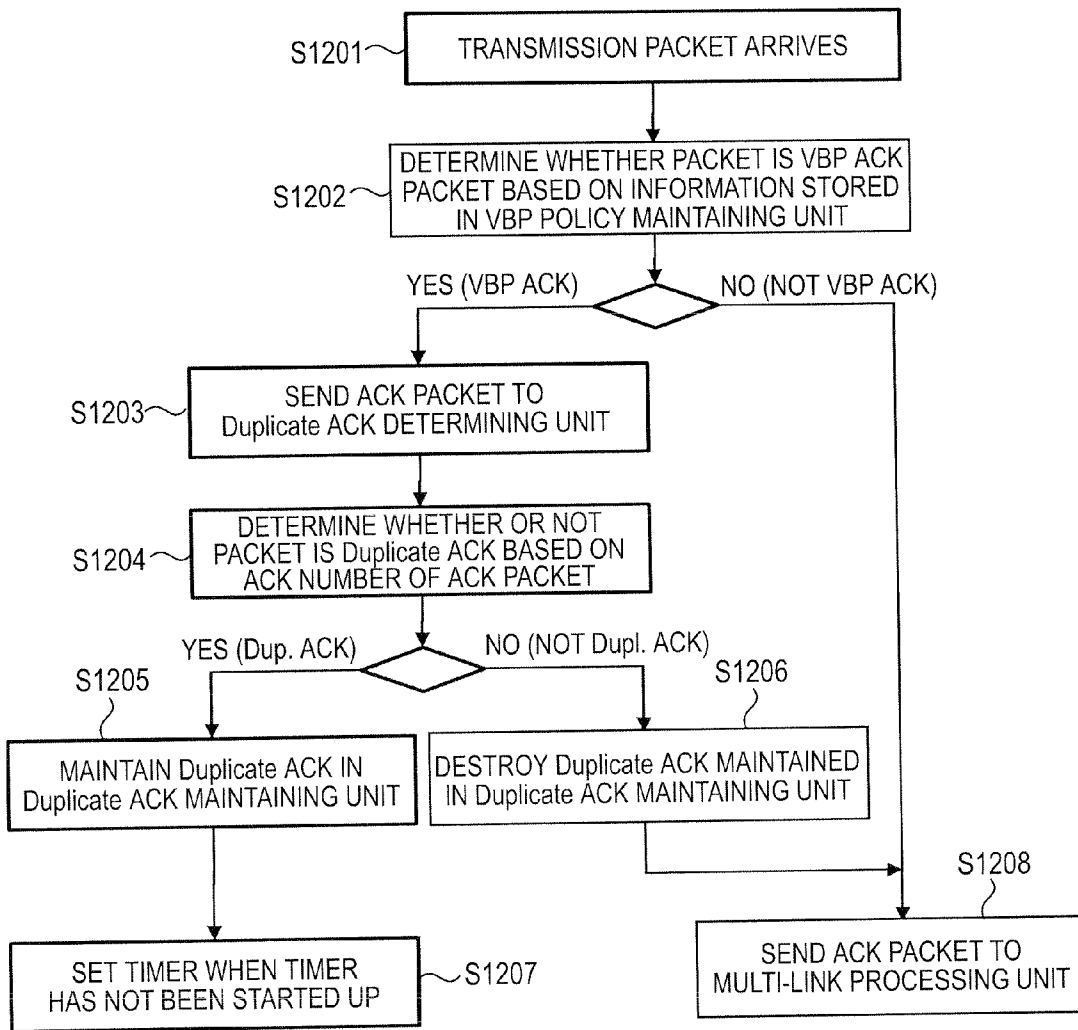 S1201
TRANSMISSION PACKET ARRIVES
S1202
DETERMINE WHETHER PACKET IS VBP ACK
PACKET BASED ON INFORMATION STORED
IN VBP POLICY MAINTAINING UNIT
YES (VBP ACK)
NO (NOT VBP ACK)
S1203
SEND ACK PACKET TO
Duplicate ACK DETERMINING UNIT
S1204
DETERMINE WHETHER OR NOT
PACKET IS Duplicate ACK BASED ON
ACK NUMBER OF ACK PACKET
YES (Dup. ACK)
NO (NOT Dupl. ACK)
S1205
MAINTAIN Duplicate ACK IN
Duplicate ACK MAINTAINING UNIT
S1206
DESTROY Duplicate ACK MAINTAINED
IN Duplicate ACK MAINTAINING UNIT
S1207
SET TIMER WHEN TIMER
HAS NOT BEEN STARTED UP
S1208
SEND ACK PACKET TO
MULTI-LINK PROCESSING UNIT